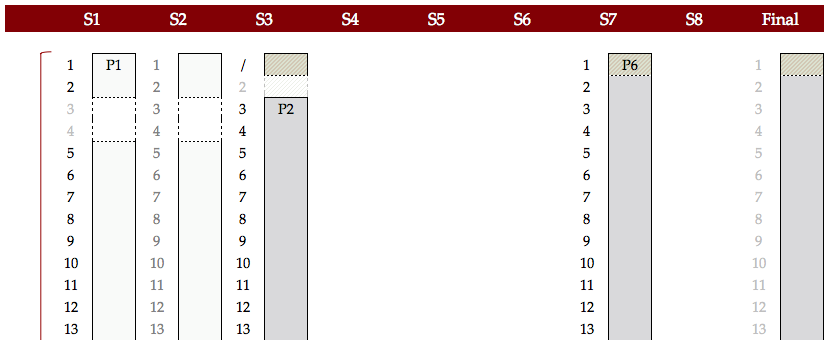 S1 S2 S3 S4 S5 S6 S7 S8 Final
1 P1 1 / 1 P6 1
2 2 2 2 2
3 3 3 P2 3 3
4 4 4 4 4
5 5 5 5 5
6 6 6 6 6
7 7 7 7 7
8 8 8 8 8
9 9 9 9 9
10 10 10 10 10
11 11 11 11 11
12 12 12 12 12
13 13 13 13 13